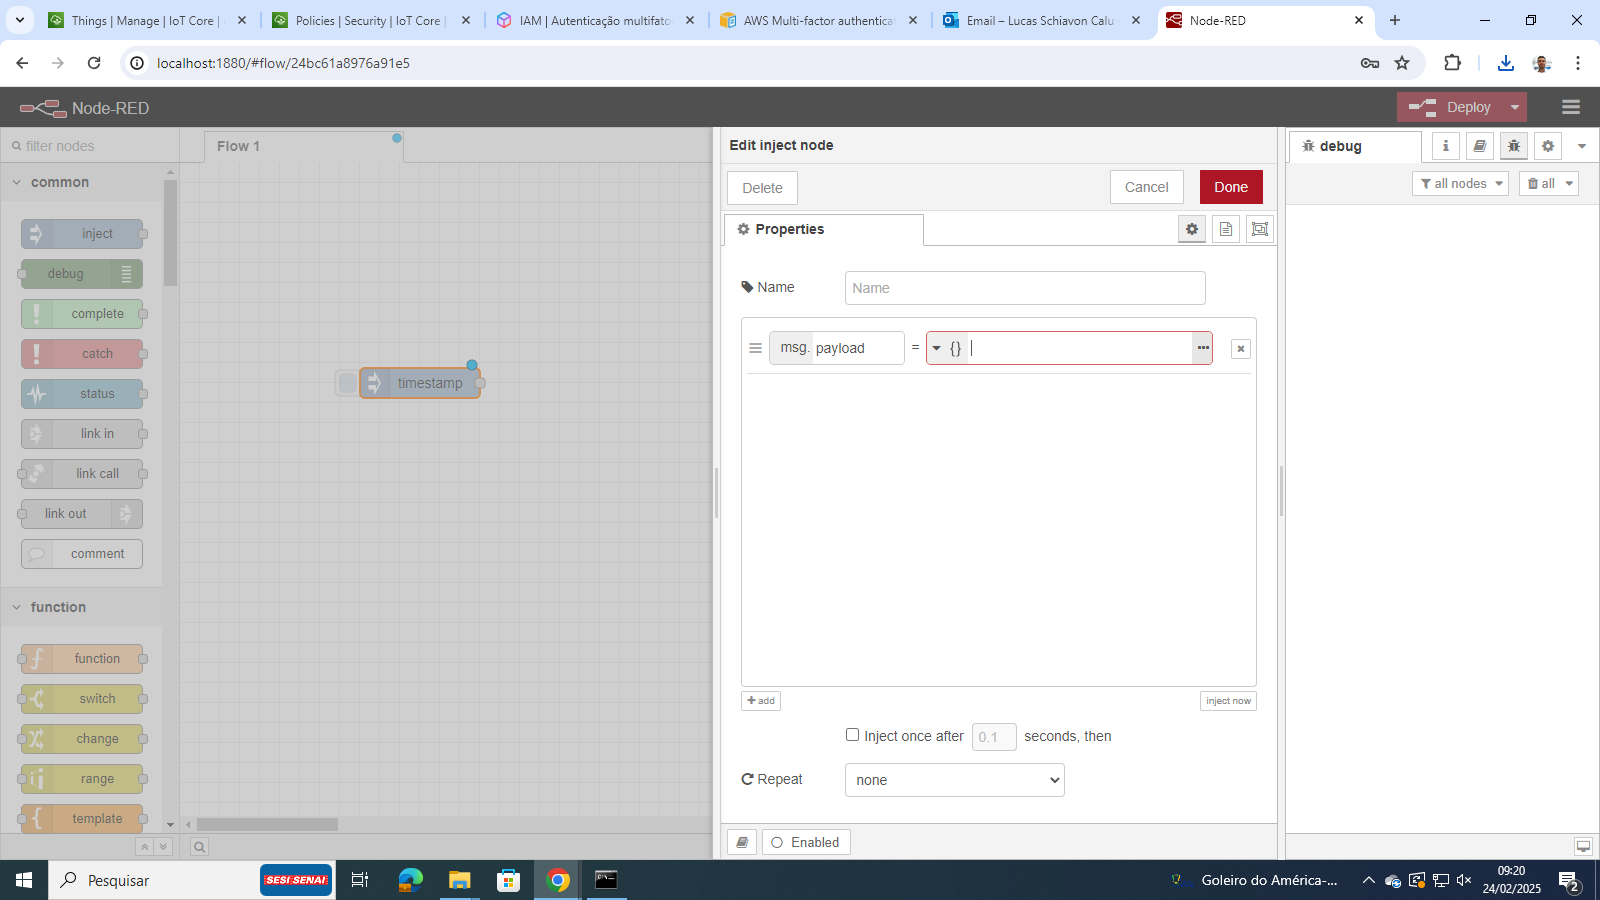 Things | Manage | IoT Core |
Policies | Security | IoT Core |
IAM | Autenticação multifato
AWS Multi-factor authentica
Email – Lucas Schiavon Calu
Node-RED
localhost:1880/#flow/24bc61a8976a91e5
Node-RED
Deploy
filter nodes
Flow 1
Edit inject node
debug
i
common
Delete
Cancel
Done
all nodes
all
inject
Properties
debug
Name
Name
complete
msg. payload = {}
catch
timestamp
status
link in
link call
link out
comment
function
function
switch
add
inject now
change
Inject once after 0.1 seconds, then
range
Repeat
none
template
Enabled
Pesquisar
SESI SENAI
Goleiro do América-...
09:20
24/02/2025
2